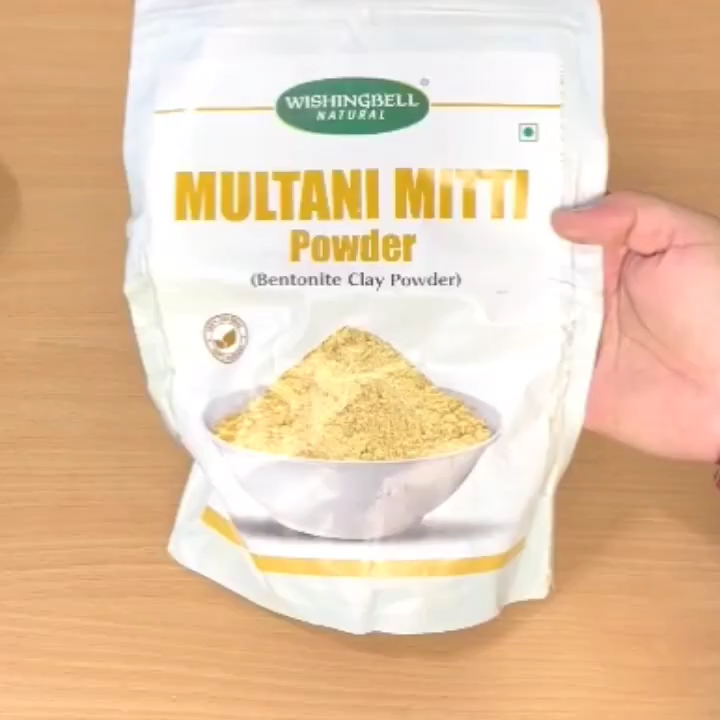 WISHINGBELL
NATURAL
®
MULTANI MITTI
Powder
(Bentonite Clay Powder)